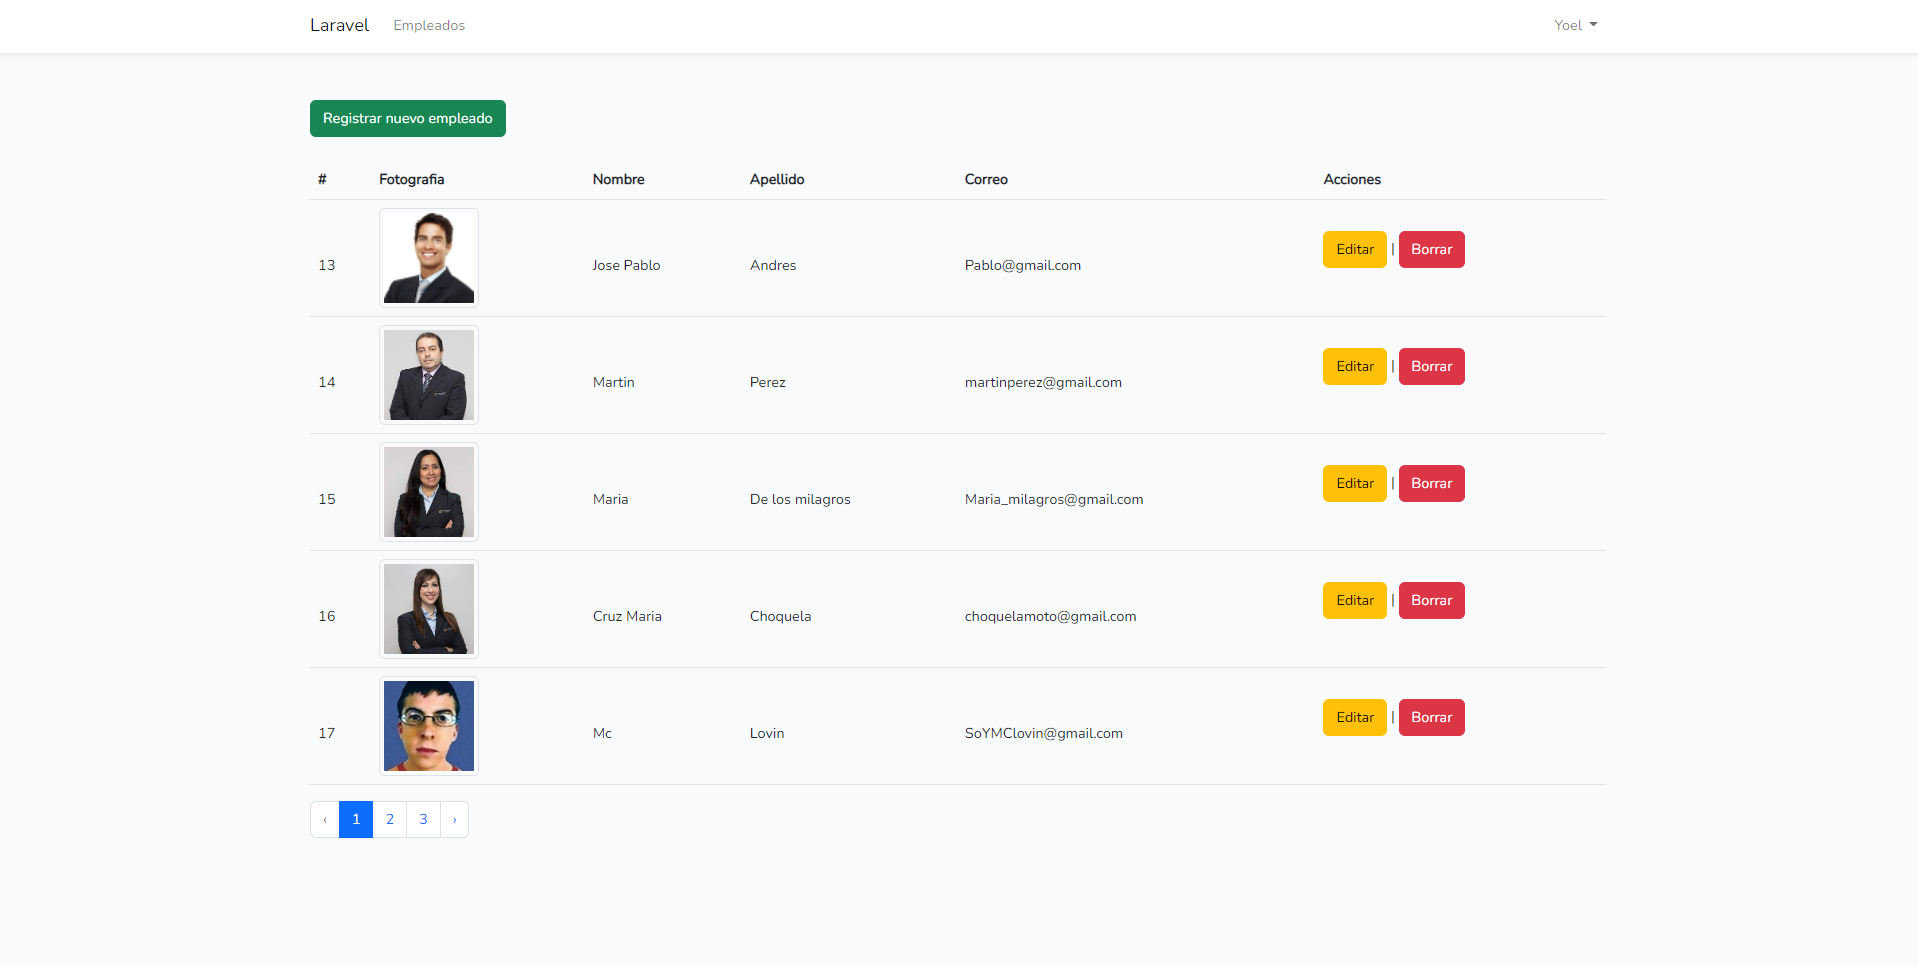 Laravel Empleados Yoel
Registrar nuevo empleado
# Fotografia Nombre Apellido Correo Acciones
13 Jose Pablo Andres Pablo@gmail.com Editar | Borrar
14 Martin Perez martinperez@gmail.com Editar | Borrar
15 Maria De los milagros Maria_milagros@gmail.com Editar | Borrar
16 Cruz Maria Choquela choquelamoto@gmail.com Editar | Borrar
17 Mc Lovin SoYMClovin@gmail.com Editar | Borrar
‹ 1 2 3 ›